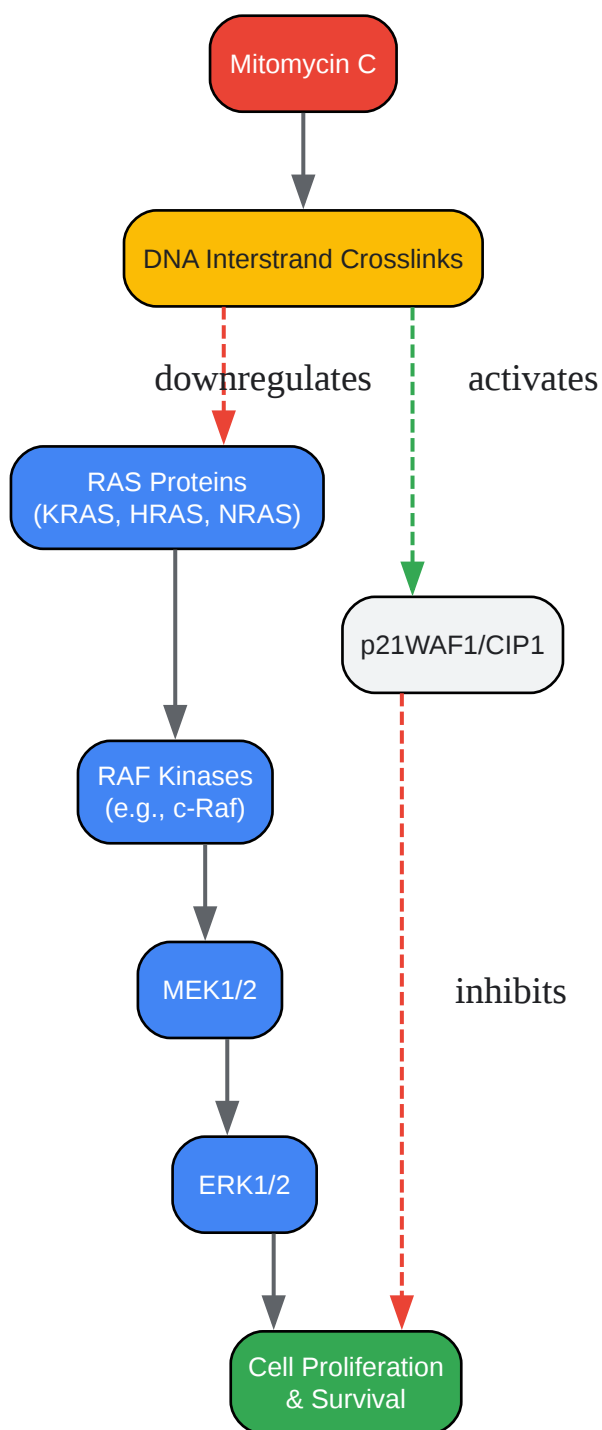 Mitomycin C
DNA Interstrand Crosslinks
downregulates
activates
RAS Proteins
(KRAS, HRAS, NRAS)
p21WAF1/CIP1
RAF Kinases
(e.g., c-Raf)
MEK1/2
inhibits
ERK1/2
Cell Proliferation
& Survival